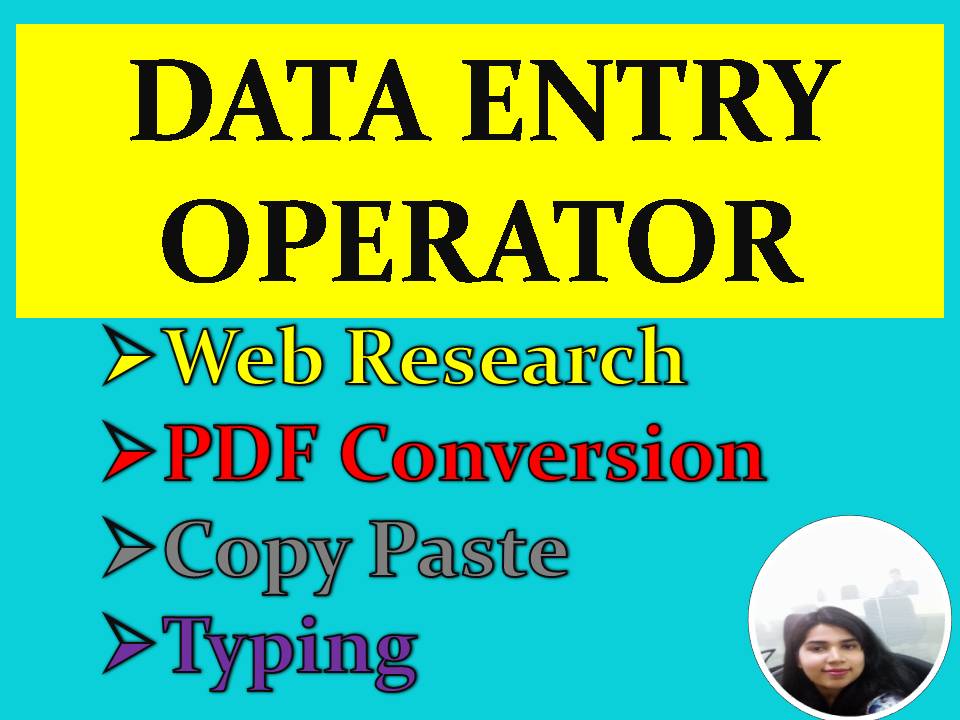 DATA ENTRY
OPERATOR
➢Web Research
➢PDF Conversion
➢Copy Paste
➢Typing